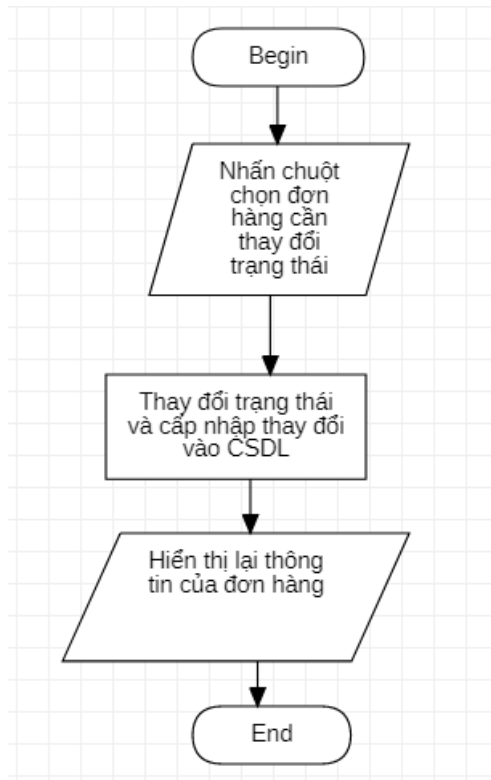 Begin
Nhấn chuột
chọn đơn
hàng cần
thay đổi
trạng thái
Thay đổi trạng thái
và cấp nhập thay đổi
vào CSDL
Hiển thị lại thông
tin của đơn hàng
End